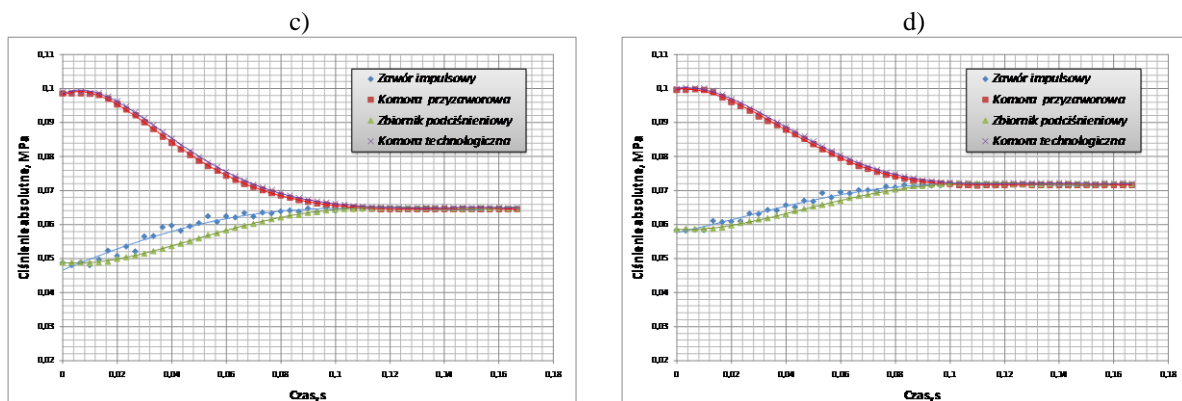 c)
0,11
0,1
0,09
0,08
0,07
0,06
0,05
0,04
0,03
0,02
Ciśnienie absolutne, MPa
Zawór impulsowy
Komora przyzaworowa
Zbiornik podciśnieniowy
Komora technologiczna
0 0,02 0,04 0,06 0,08 0,1 0,12 0,14 0,16 0,18
Czas, s
d)
0,11
0,1
0,09
0,08
0,07
0,06
0,05
0,04
0,03
0,02
Ciśnienie absolutne, MPa
Zawór impulsowy
Komora przyzaworowa
Zbiornik podciśnieniowy
Komora technologiczna
0 0,02 0,04 0,06 0,08 0,1 0,12 0,14 0,16 0,18
Czas, s